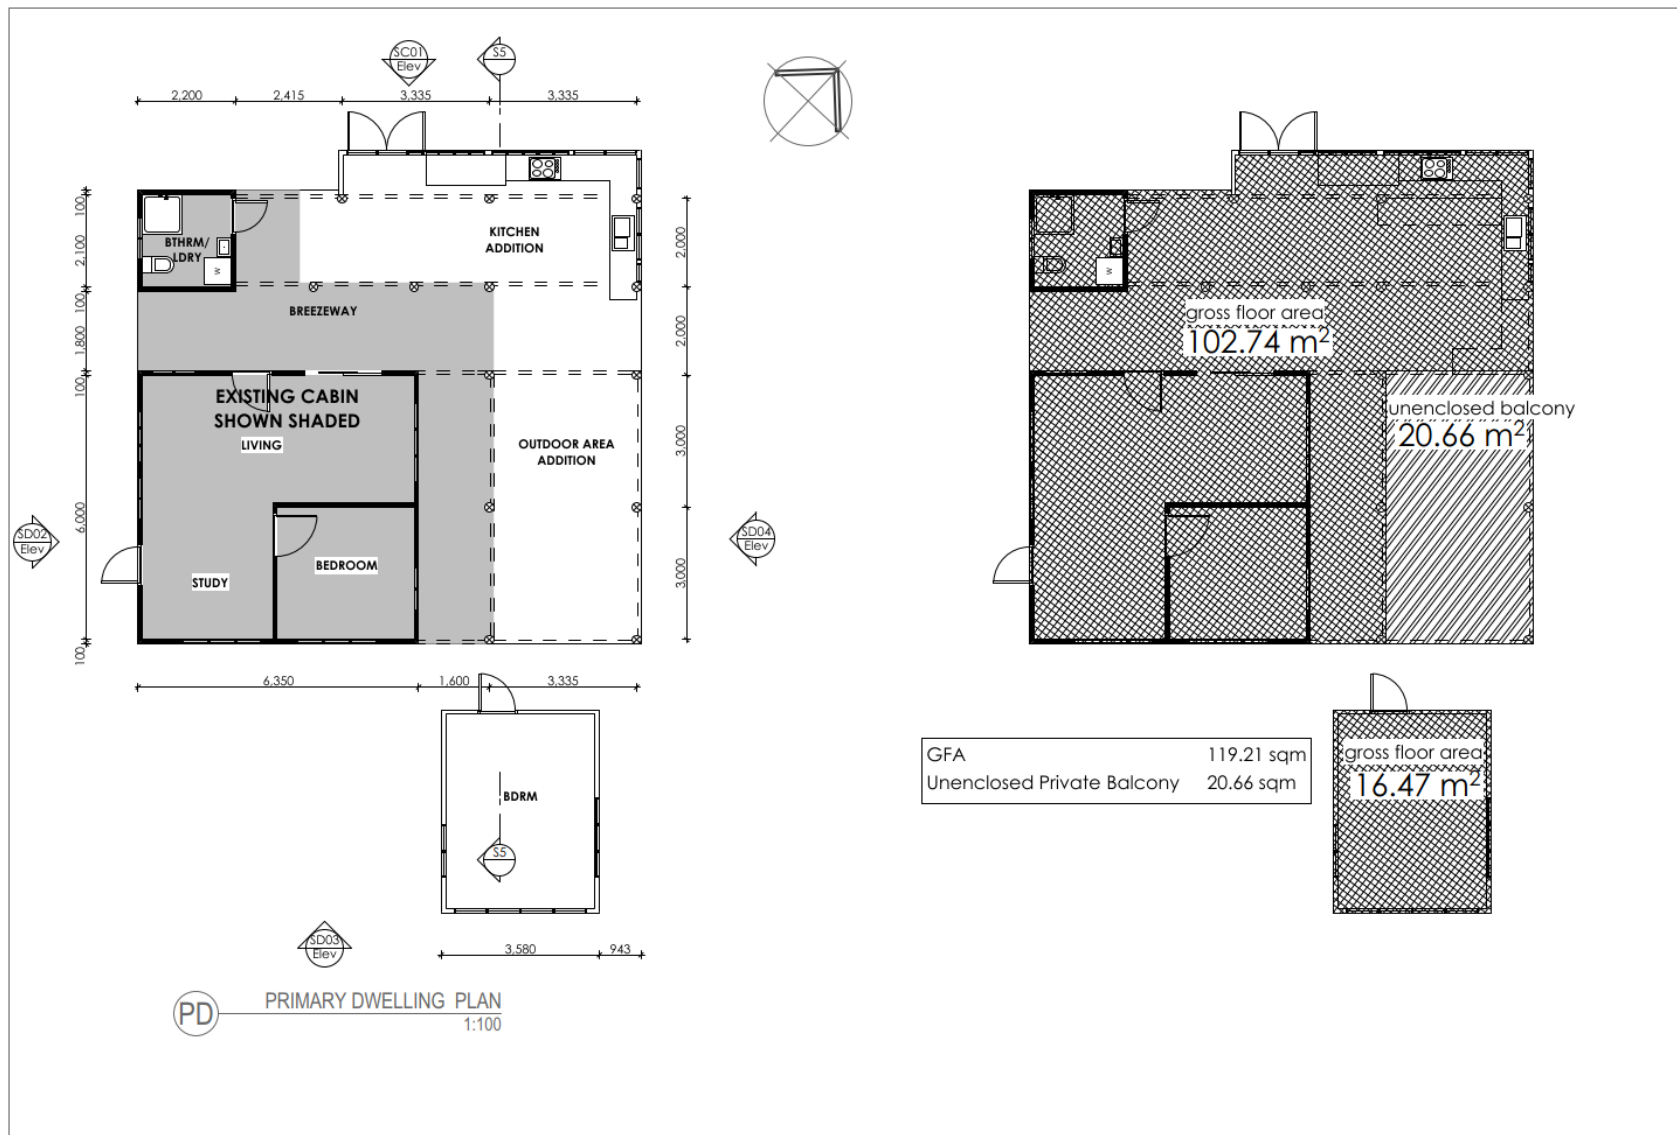 SC01
Elev
S5
2,200
2,415
3,335
3,335
100
2,100
100
1,800
100
6,000
100
BTHRM/
LDRY
W
KITCHEN
ADDITION
2,000
2,000
3,000
3,000
BREEZEWAY
EXISTING CABIN
SHOWN SHADED
LIVING
OUTDOOR AREA
ADDITION
STUDY
BEDROOM
SD02
Elev
SD04
Elev
6,350
1,600
3,335
BDRM
S5
SD03
Elev
3,580
943
PD
PRIMARY DWELLING PLAN
1:100
W
gross floor area
102.74 m²
unenclosed balcony
20.66 m²
GFA 119.21 sqm
Unenclosed Private Balcony 20.66 sqm
gross floor area
16.47 m²